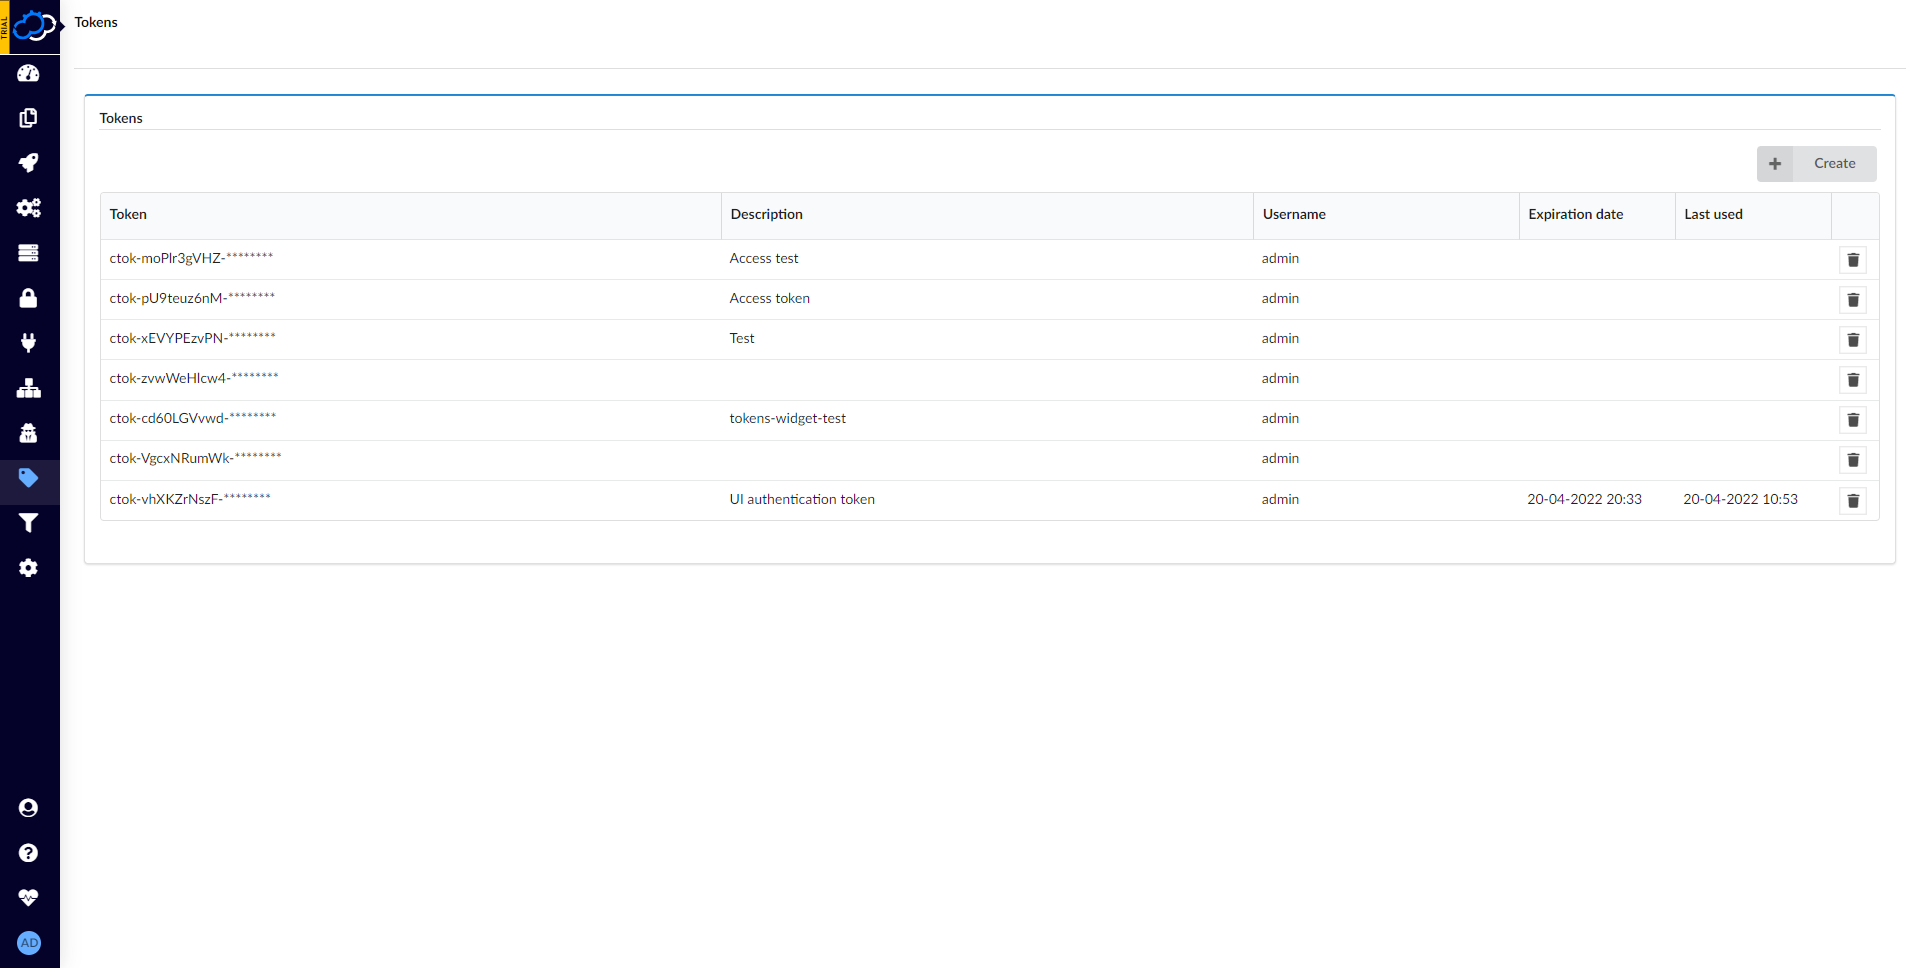 TRIAL
Tokens
Tokens
Create
Token Description Username Expiration date Last used
ctok-moPlr3gVHZ-******** Access test admin
ctok-pU9teuz6nM-******** Access token admin
ctok-xEVYPEzvPN-******** Test admin
ctok-zvwWeHlcw4-******** admin
ctok-cd60LGVvwd-******** tokens-widget-test admin
ctok-VgcxNRumWk-******** admin
ctok-vhXKZrNszF-******** UI authentication token admin 20-04-2022 20:33 20-04-2022 10:53
AD